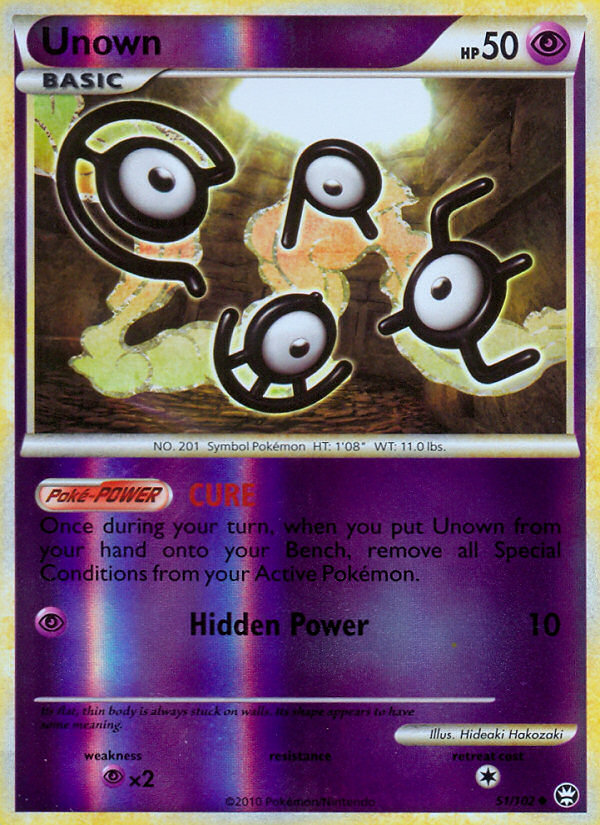 Unown
HP 50
BASIC
NO. 201 Symbol Pokémon HT: 1'08" WT: 11.0 lbs.
Poké-POWER CURE
Once during your turn, when you put Unown from
your hand onto your Bench, remove all Special
Conditions from your Active Pokémon.
Hidden Power 10
Its flat, thin body is always stuck on walls. Its shape appears to have
some meaning.
Illus. Hideaki Hakozaki
weakness resistance retreat cost
×2
©2010 Pokémon/Nintendo 51/102